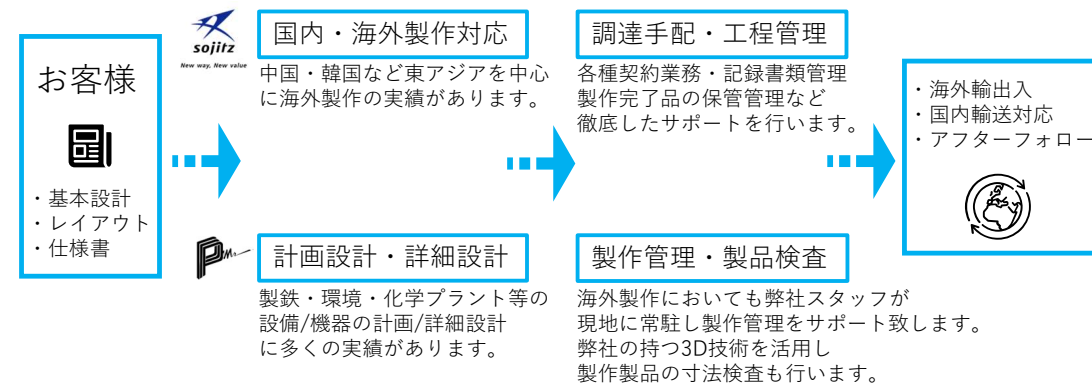 お客様
・基本設計
・レイアウト
・仕様書
sojitz
New way, New value
国内・海外製作対応
中国・韓国など東アジアを中心
に海外製作の実績があります。
計画設計・詳細設計
製鉄・環境・化学プラント等の
設備/機器の計画/詳細設計
に多くの実績があります。
調達手配・工程管理
各種契約業務・記録書類管理
製作完了品の保管管理など
徹底したサポートを行います。
製作管理・製品検査
海外製作においても弊社スタッフが
現地に常駐し製作管理をサポート致します。
弊社の持つ3D技術を活用し
製作製品の寸法検査も行います。
・海外輸出入
・国内輸送対応
・アフターフォロー